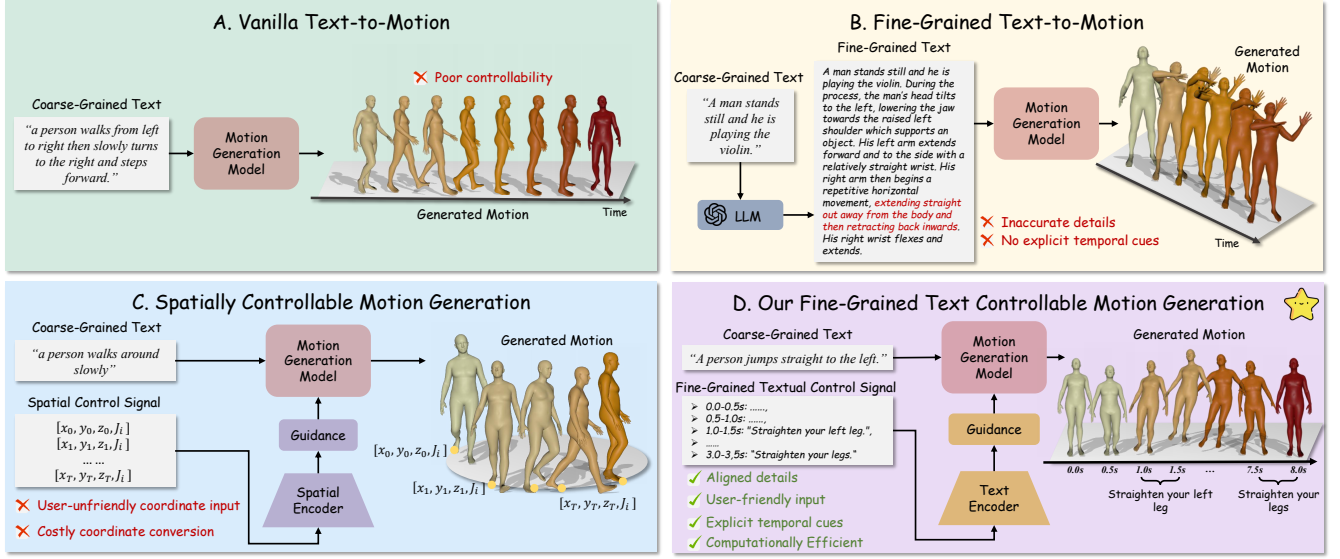 A. Vanilla Text-to-Motion
Poor controllability
Coarse-Grained Text
"a person walks from left
to right then slowly turns
to the right and steps
forward."
Motion
Generation
Model
Generated Motion
Time
B. Fine-Grained Text-to-Motion
Fine-Grained Text
Coarse-Grained Text
"A man stands
still and he is
playing the
violin."
LLM
A man stands still and he is
playing the violin. During the
process, the man's head tilts
to the left, lowering the jaw
towards the raised left
shoulder which supports an
object. His left arm extends
forward and to the side with a
relatively straight wrist. His
right arm then begins a
repetitive horizontal
movement, extending straight
out away from the body and
then retracting back inwards.
His right wrist flexes and
extends.
Motion
Generation
Model
Generated
Motion
Inaccurate details
No explicit temporal cues
Time
C. Spatially Controllable Motion Generation
Coarse-Grained Text
"a person walks around
slowly"
Spatial Control Signal
[x0, y0, z0, Ji]
[x1, y1, z1, Ji]
... ...
[xT, yT, zT, Ji]
User-unfriendly coordinate input
Costly coordinate conversion
Motion
Generation
Model
Guidance
Spatial
Encoder
Generated Motion
[x0, y0, z0, Ji]
[x1, y1, z1, Ji]
[xT, yT, zT, Ji]
D. Our Fine-Grained Text Controllable Motion Generation
Coarse-Grained Text
"A person jumps straight to the left."
Fine-Grained Textual Control Signal
➢ 0.0-0.5s: ......,
➢ 0.5-1.0s: ......,
➢ 1.0-1.5s: "Straighten your left leg.",
➢ ......
➢ 3.0-3,5s: "Straighten your legs."
Aligned details
User-friendly input
Explicit temporal cues
Computationally Efficient
Motion
Generation
Model
Guidance
Text
Encoder
Generated Motion
0.0s 0.5s 1.0s 1.5s ... 7.5s 8.0s
Straighten your left
leg
Straighten your
legs